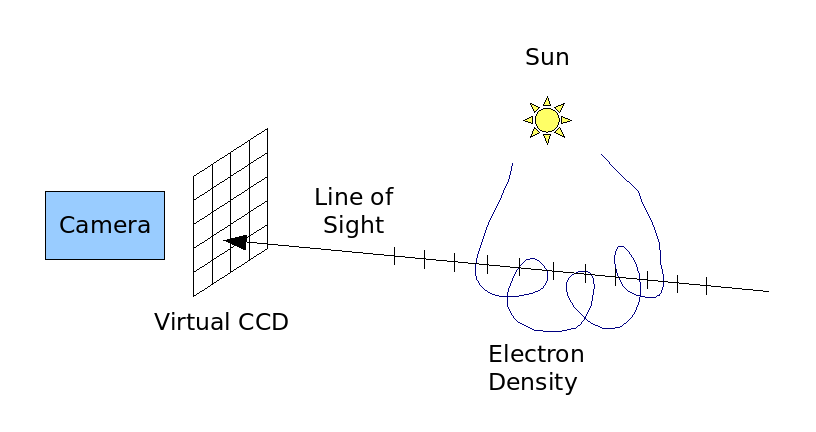 Sun
Line of
Sight
Camera
Virtual CCD
Electron
Density